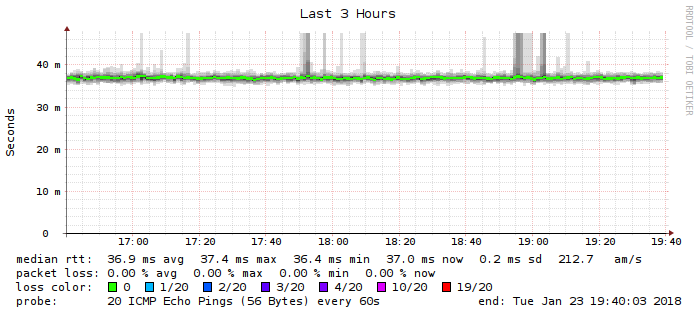 Last 3 Hours
RRDTOOL / TOBI OETIKER
Seconds
40 m
30 m
20 m
10 m
0
17:00 17:20 17:40 18:00 18:20 18:40 19:00 19:20 19:40
median rtt: 36.9 ms avg 37.4 ms max 36.4 ms min 37.0 ms now 0.2 ms sd 212.7 am/s
packet loss: 0.00 % avg 0.00 % max 0.00 % min 0.00 % now
loss color: 0 1/20 2/20 3/20 4/20 10/20 19/20
probe: 20 ICMP Echo Pings (56 Bytes) every 60s end: Tue Jan 23 19:40:03 2018